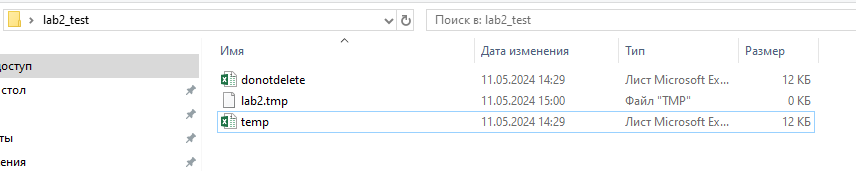 lab2_test
Поиск в: lab2_test
Имя Дата изменения Тип Размер
доступ
donotdelete 11.05.2024 14:29 Лист Microsoft Ex... 12 КБ
стол
lab2.tmp 11.05.2024 15:00 Файл "TMP" 0 КБ
temp 11.05.2024 14:29 Лист Microsoft Ex... 12 КБ
ты
ения